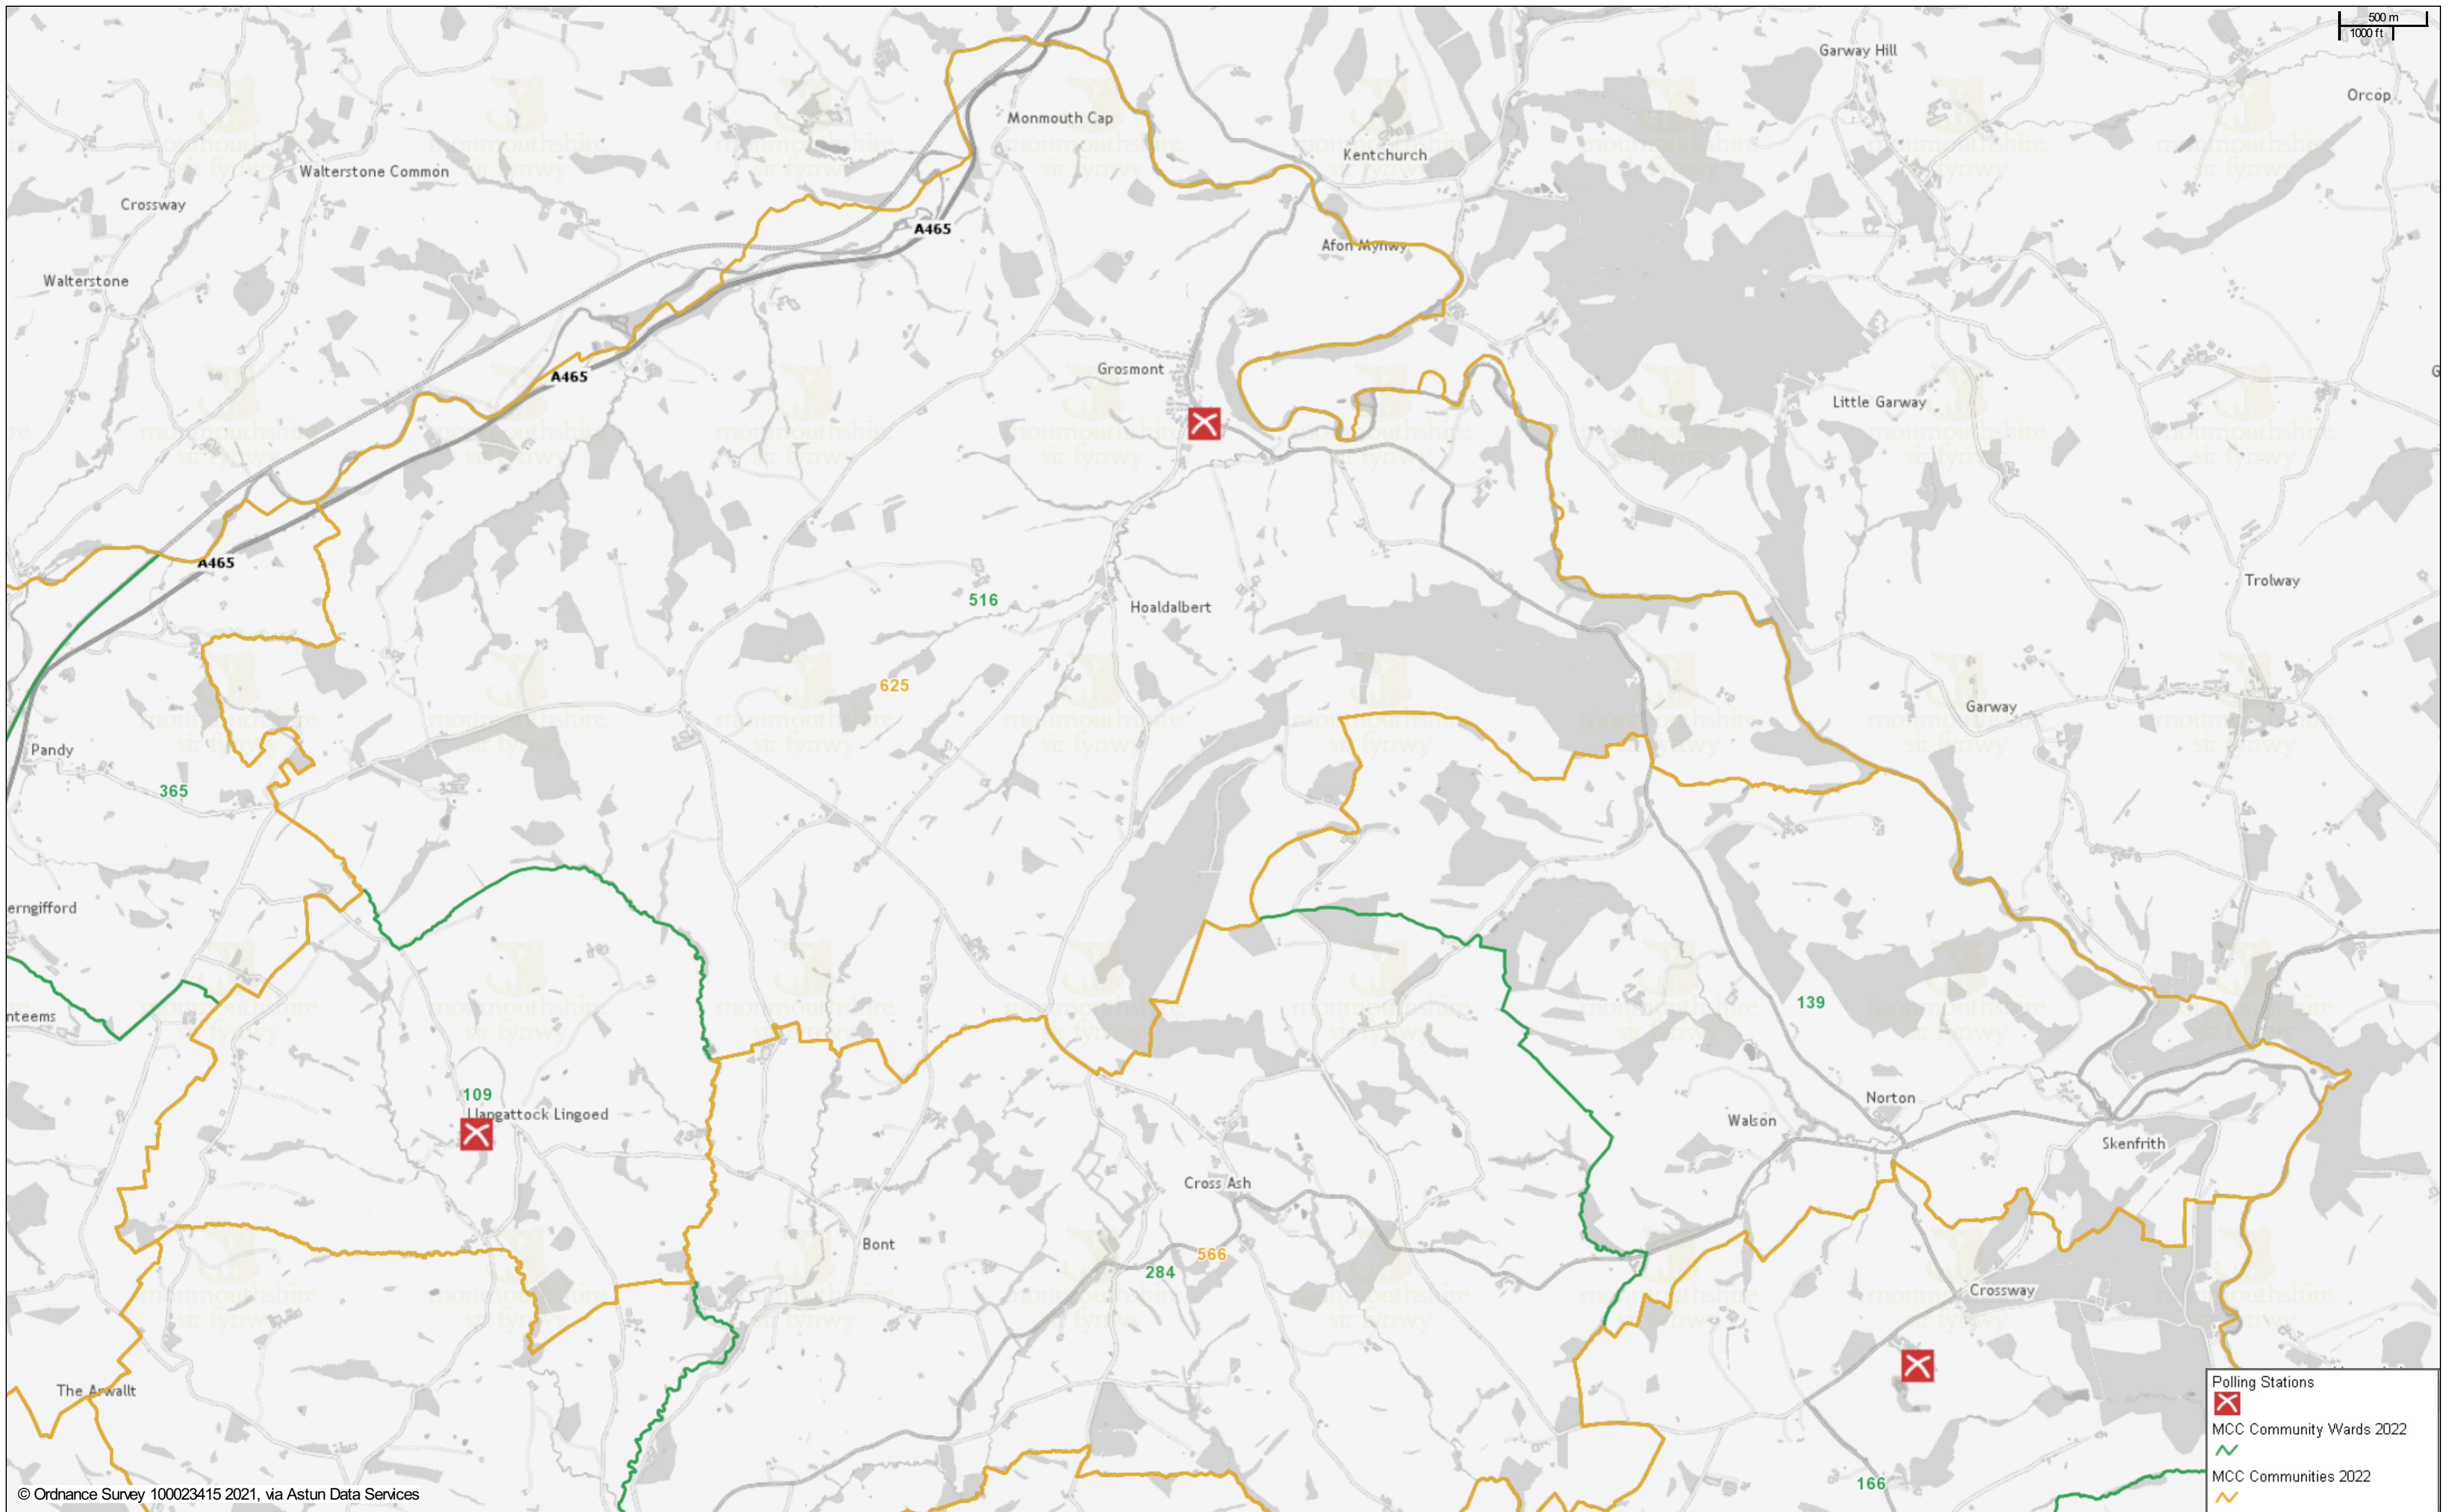 500 m
1000 ft
Garway Hill
Orcop
Monmouth Cap
Kentchurch
Walterstone Common
Crossway
A465
Afon Mynwy
Walterstone
Grosmont
A465
Little Garway
A465
Trolway
516
Hoaldalbert
625
Garway
Pandy
365
erngifford
139
nteems
109
Llangattock Lingoed
Norton
Walson
Skenfrith
Cross Ash
Bont
566
284
Crossway
The Arwallt
166
Polling Stations
MCC Community Wards 2022
MCC Communities 2022
© Ordnance Survey 100023415 2021, via Astun Data Services
monmouthshire
sir fynwy